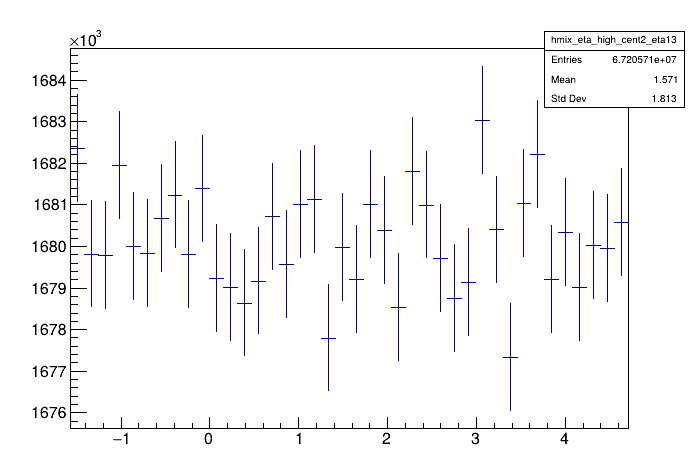 ×10³
hmix_eta_high_cent2_eta13
Entries 6.720571e+07
Mean 1.571
Std Dev 1.813
1684
1683
1682
1681
1680
1679
1678
1677
1676
−1 0 1 2 3 4